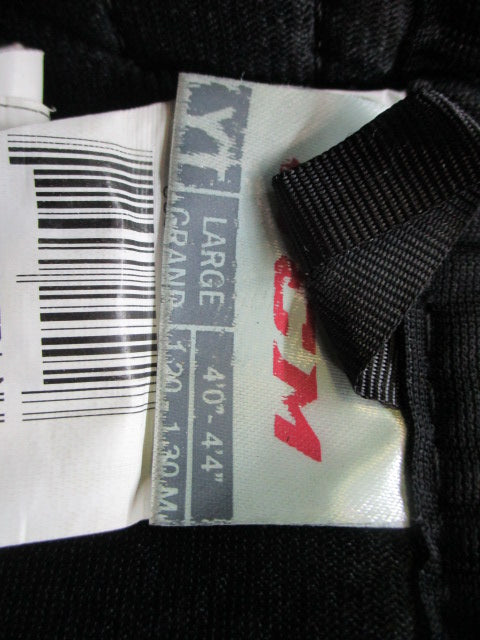 YT
LARGE
GRAND
4'0"- 4'4"
1.20 - 1.30 M
CCM